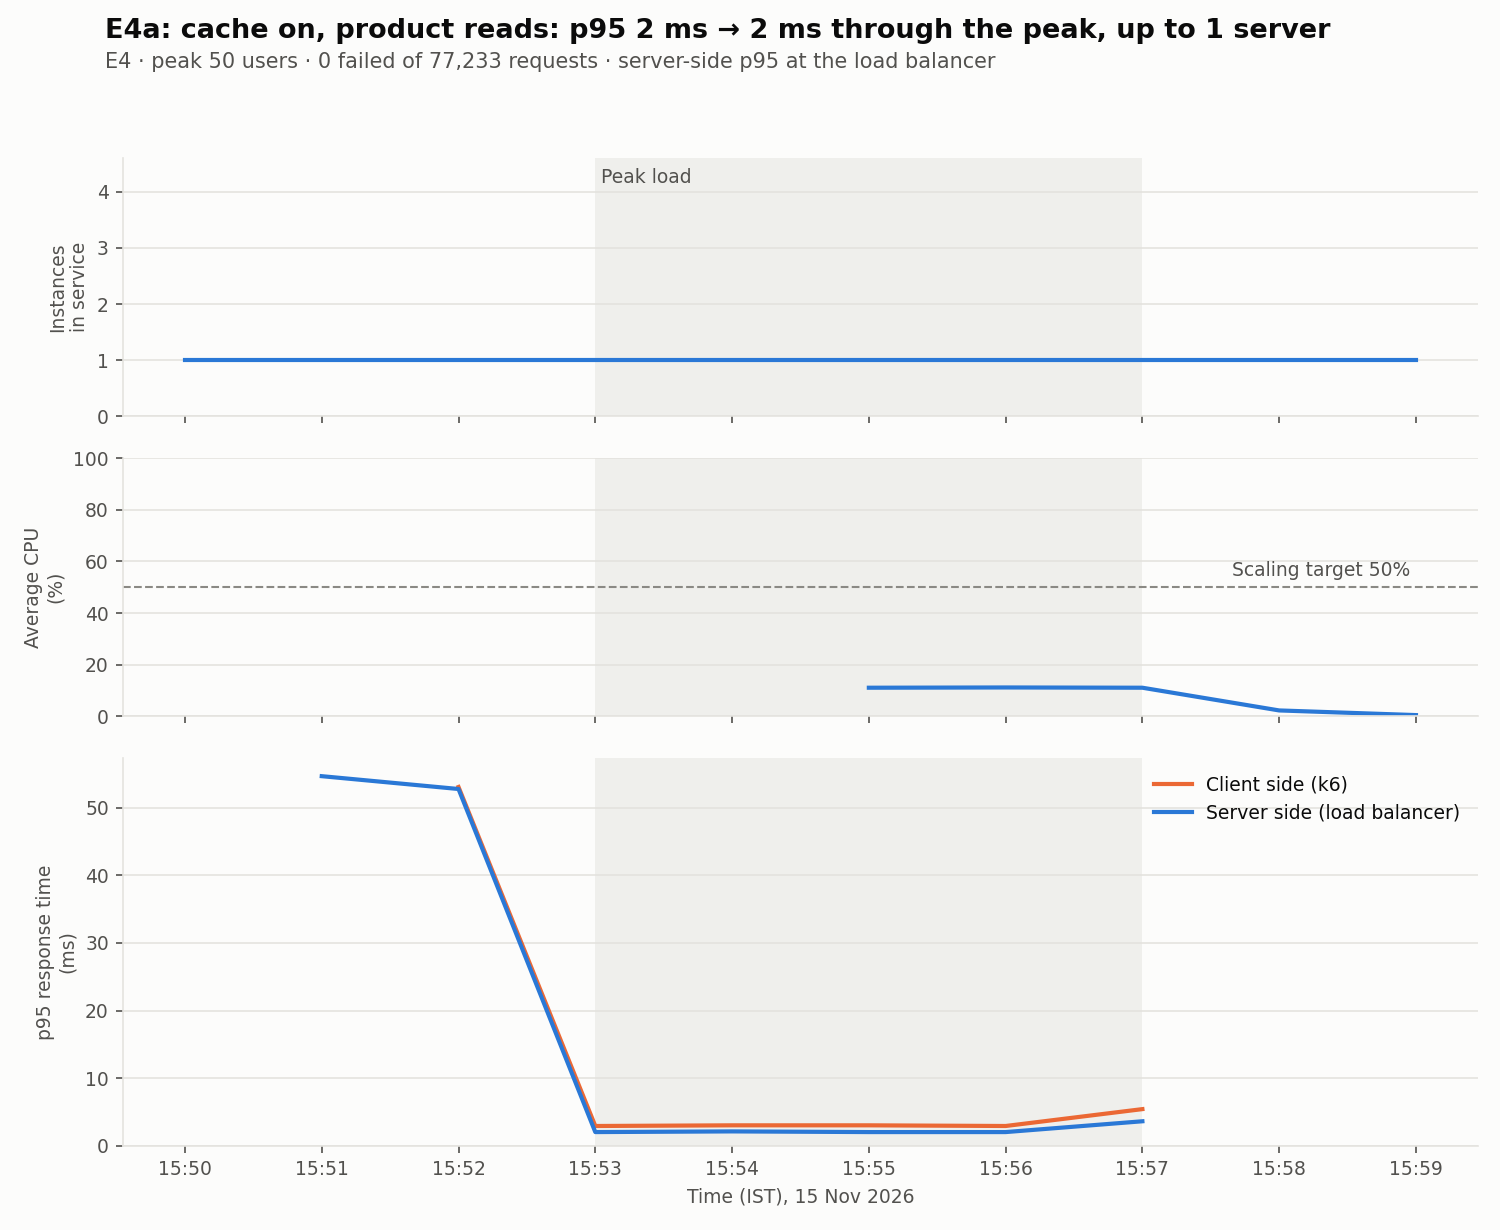 E4a: cache on, product reads: p95 2 ms → 2 ms through the peak, up to 1 server
E4 · peak 50 users · 0 failed of 77,233 requests · server-side p95 at the load balancer
Instances
in service
4
3
2
1
0
Peak load
Average CPU
(%)
100
80
60
40
20
0
Scaling target 50%
p95 response time
(ms)
50
40
30
20
10
0
Client side (k6)
Server side (load balancer)
15:50 15:51 15:52 15:53 15:54 15:55 15:56 15:57 15:58 15:59
Time (IST), 15 Nov 2026